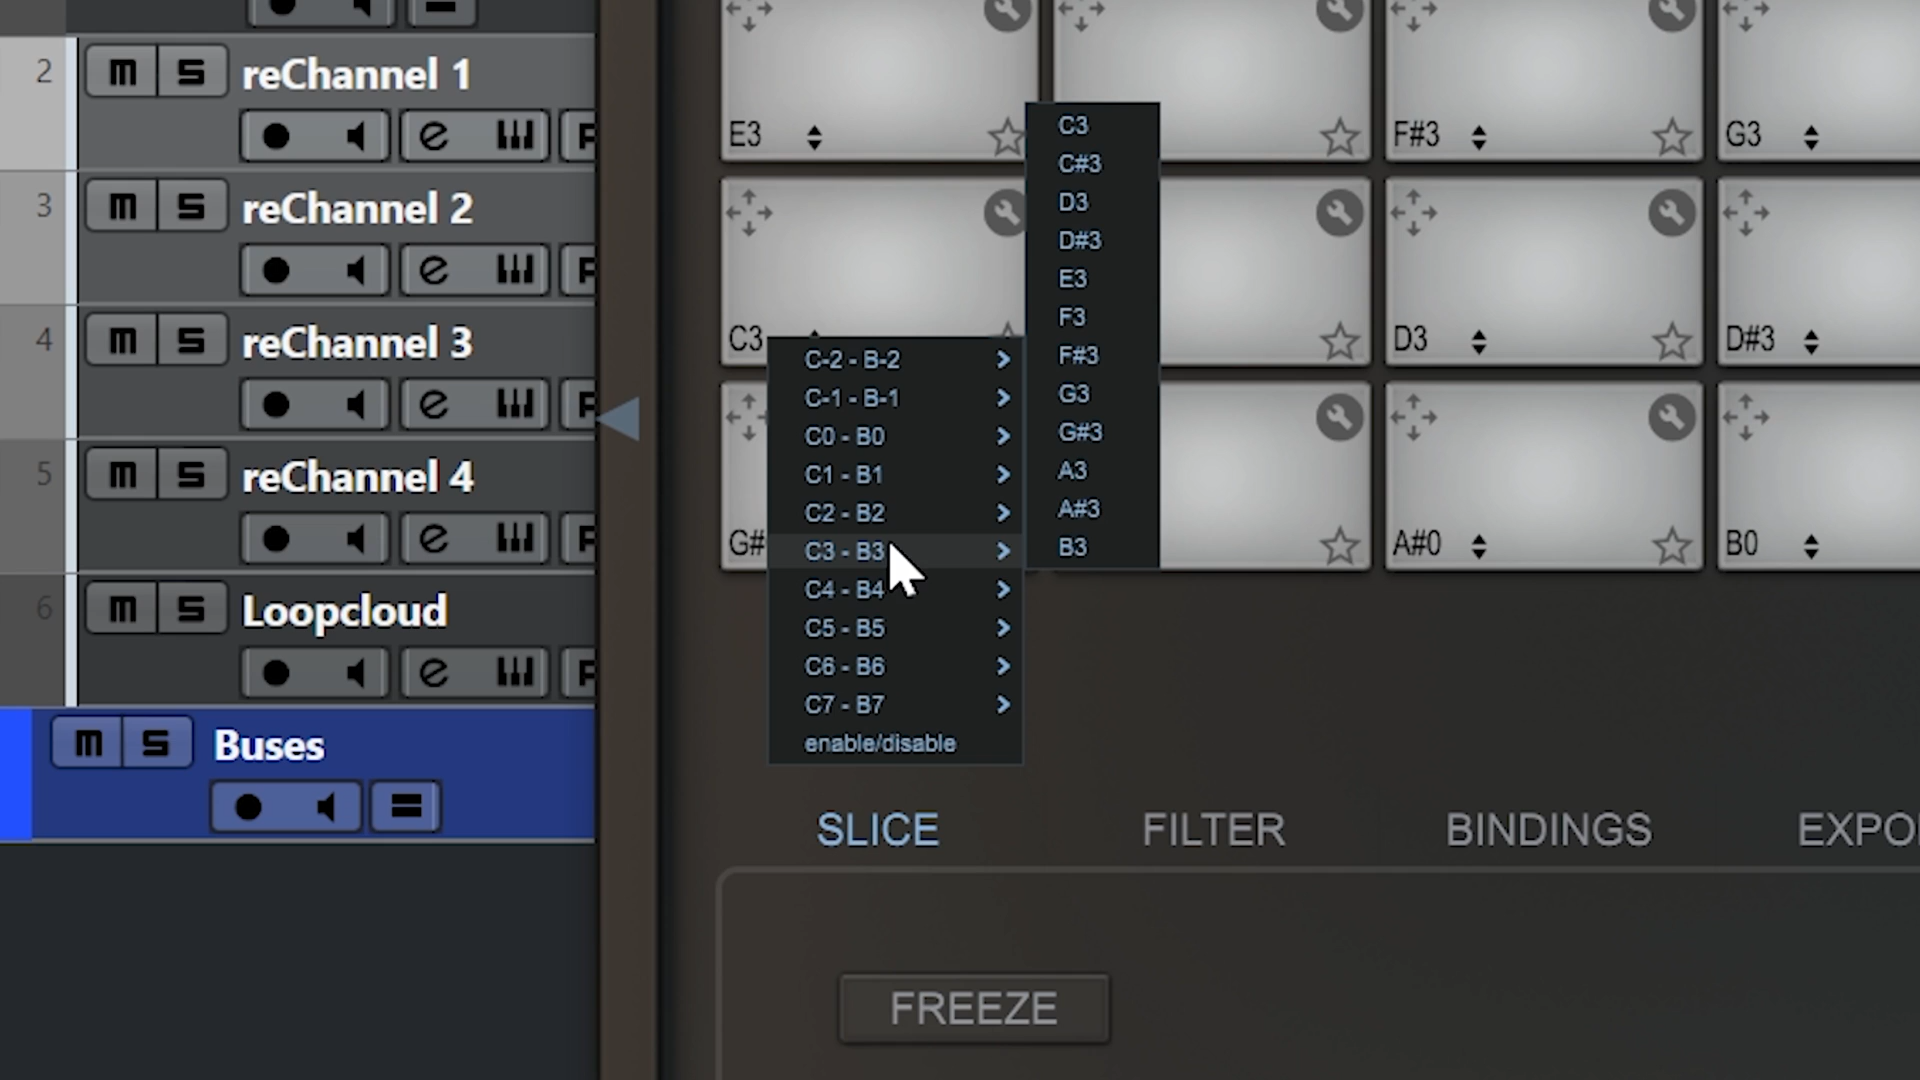 2
m S reChannel 1
e
3
m S reChannel 2
e
4
m S reChannel 3
e
5
m S reChannel 4
e
6
m S Loopcloud
e
m S Buses
E3
F#3
G3
C3
D3
D#3
G#
A#0
B0
C-2 - B-2
C-1 - B-1
C0 - B0
C1 - B1
C2 - B2
C3 - B3
C4 - B4
C5 - B5
C6 - B6
C7 - B7
enable/disable
C3
C#3
D3
D#3
E3
F3
F#3
G3
G#3
A3
A#3
B3
SLICE
FILTER
BINDINGS
EXPO
FREEZE